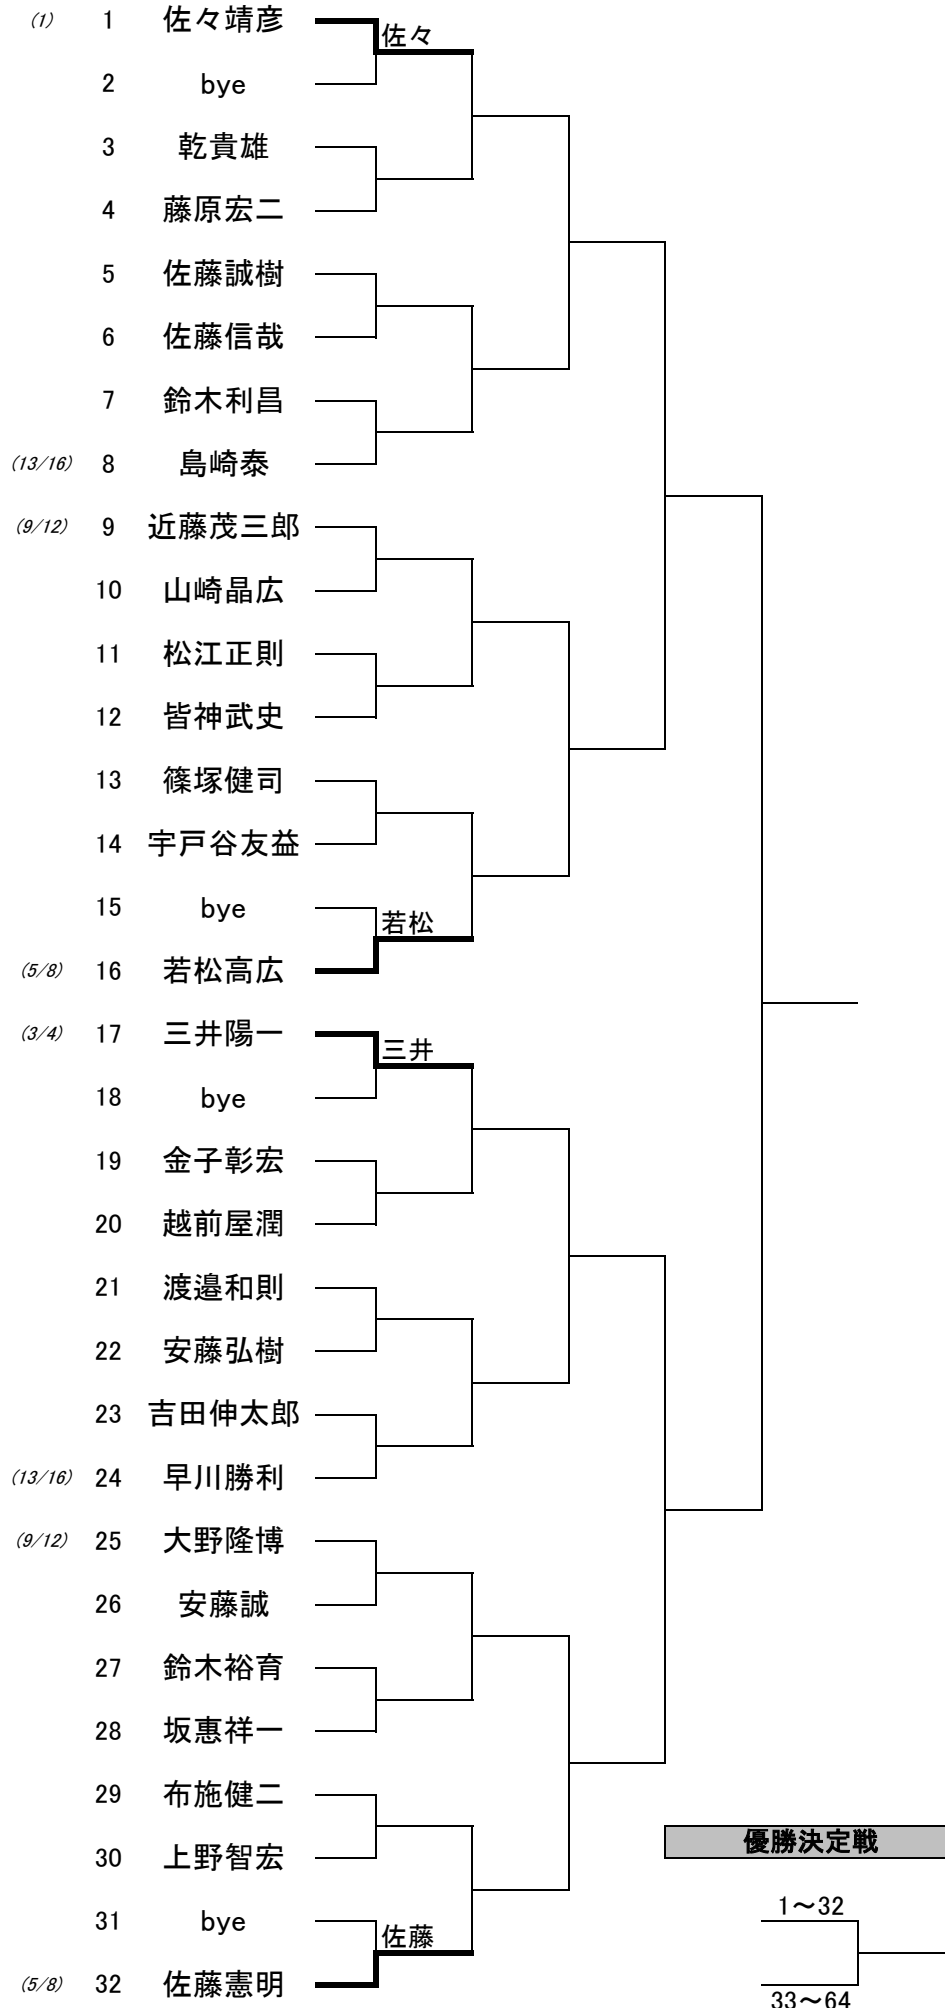 (1) 1 佐々靖彦
佐々
2 bye
3 乾貴雄
4 藤原宏二
5 佐藤誠樹
6 佐藤信哉
7 鈴木利昌
(13/16) 8 島崎泰
(9/12) 9 近藤茂三郎
10 山崎晶広
11 松江正則
12 皆神武史
13 篠塚健司
14 宇戸谷友益
15 bye
若松
(5/8) 16 若松高広
(3/4) 17 三井陽一
三井
18 bye
19 金子彰宏
20 越前屋潤
21 渡邉和則
22 安藤弘樹
23 吉田伸太郎
(13/16) 24 早川勝利
(9/12) 25 大野隆博
26 安藤誠
27 鈴木裕育
28 坂惠祥一
29 布施健二
優勝決定戦
30 上野智宏
1～32
31 bye
佐藤
(5/8) 32 佐藤憲明
33～64